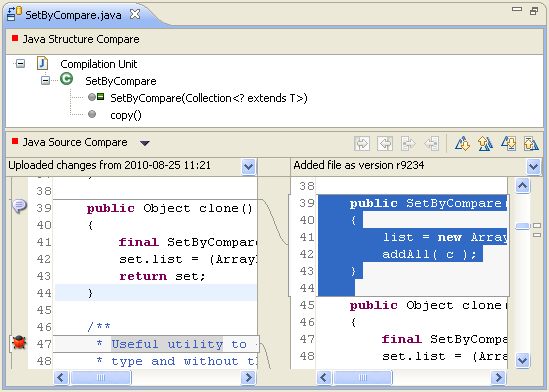 SetByCompare.java
Java Structure Compare
Compilation Unit
SetByCompare
SetByCompare(Collection<? extends T>)
copy()
Java Source Compare
Uploaded changes from 2010-08-25 11:21
38
39 public Object clone()
40 {
41 final SetByCompare
42 set.list = (Array
43 return set;
44 }
45
46 /**
47 * Useful utility to
48 * type and without th
Added file as version r9234
38
39 public SetByCompare(
40 {
41 list = new Array
42 addAll( c );
43 }
44
45 public Object clone()
46 {
47 final SetByCompare
48 set.list = (Array